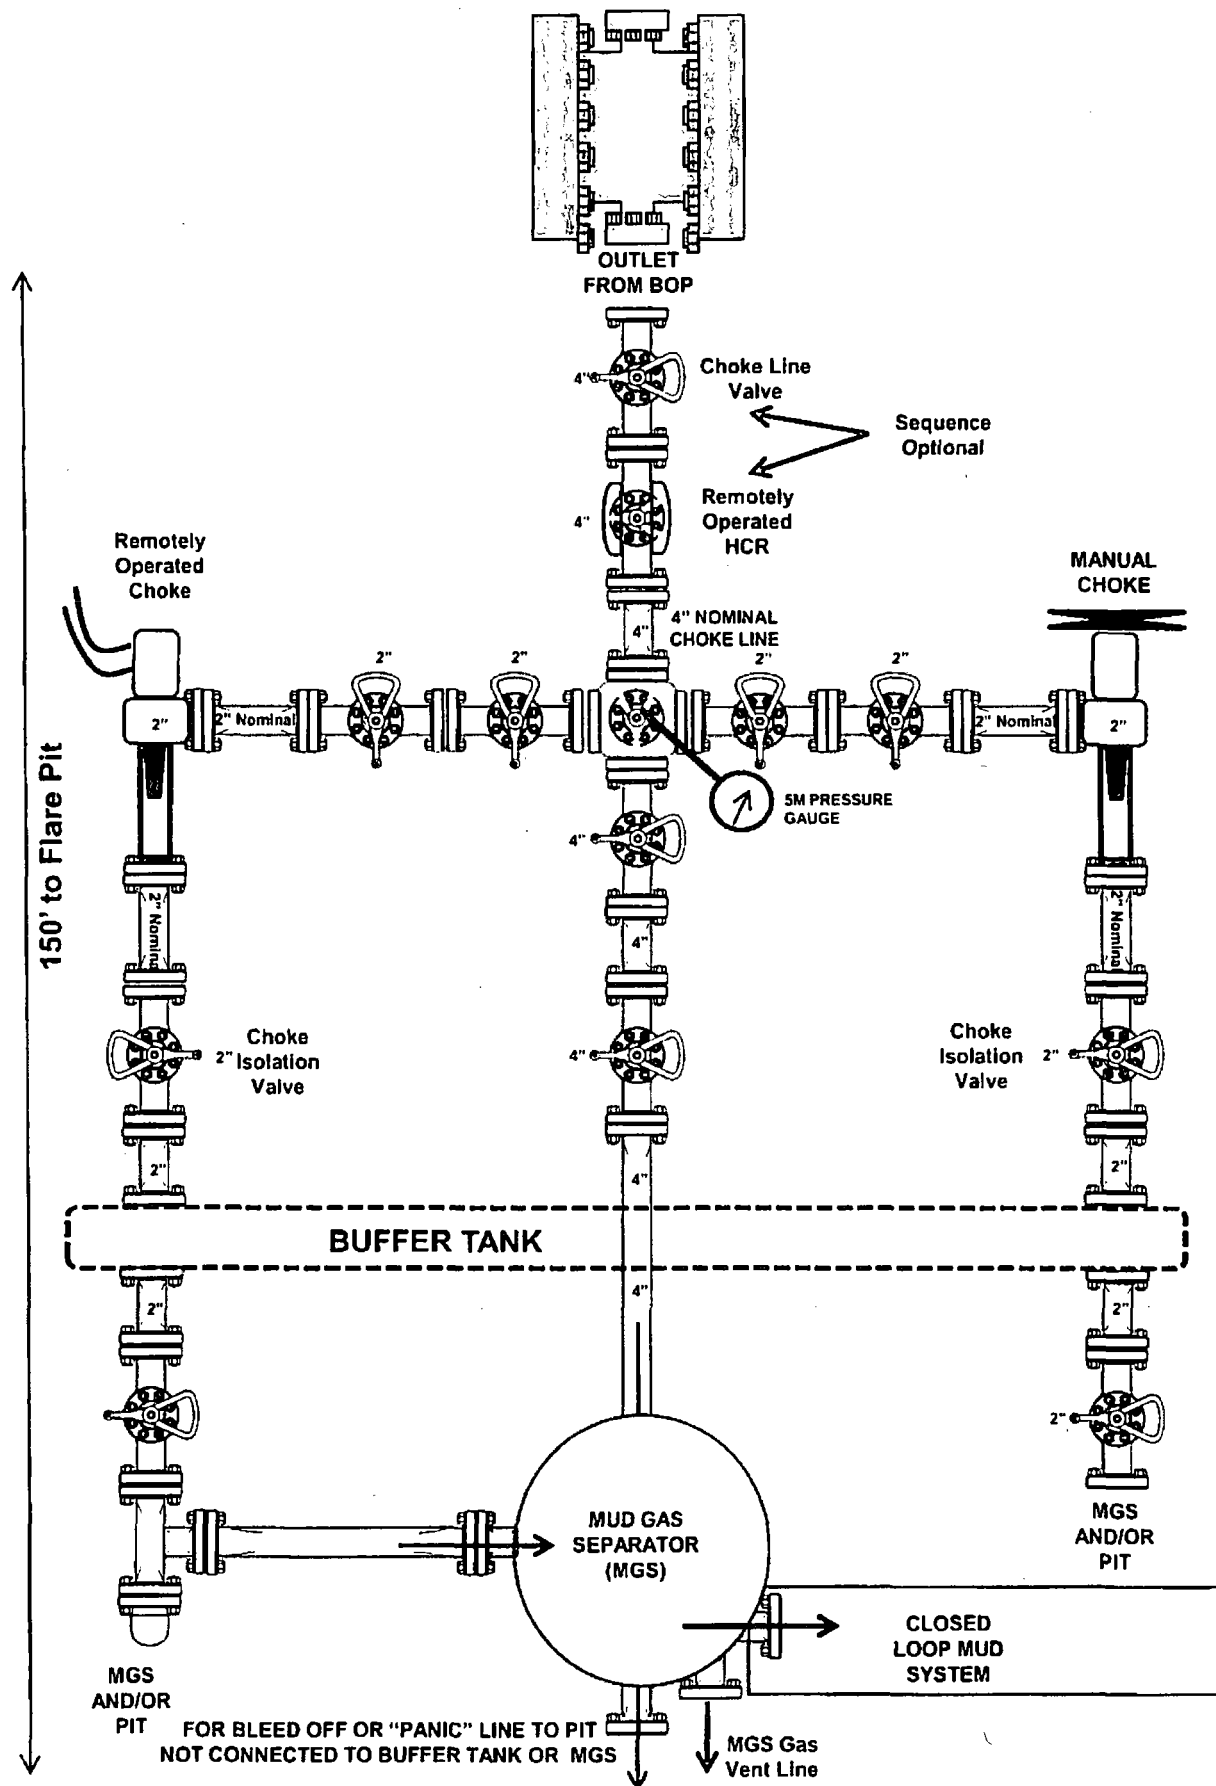 OUTLET
FROM BOP
4"
Choke Line
Valve
Sequence
Optional
4"
Remotely
Operated
HCR
Remotely
Operated
Choke
MANUAL
CHOKE
4"
4" NOMINAL
CHOKE LINE
2"
2"
2"
2"
2"
2" Nominal
2" Nominal
2"
5M PRESSURE
GAUGE
4"
150' to Flare Pit
2" Nominal
4"
2" Nominal
2"
Choke
Isolation
Valve
4"
Choke
Isolation
Valve
2"
2"
4"
2"
BUFFER TANK
4"
2"
2"
2"
MUD GAS
SEPARATOR
(MGS)
MGS
AND/OR
PIT
CLOSED
LOOP MUD
SYSTEM
MGS
AND/OR
PIT
FOR BLEED OFF OR "PANIC" LINE TO PIT
NOT CONNECTED TO BUFFER TANK OR MGS
MGS Gas
Vent Line